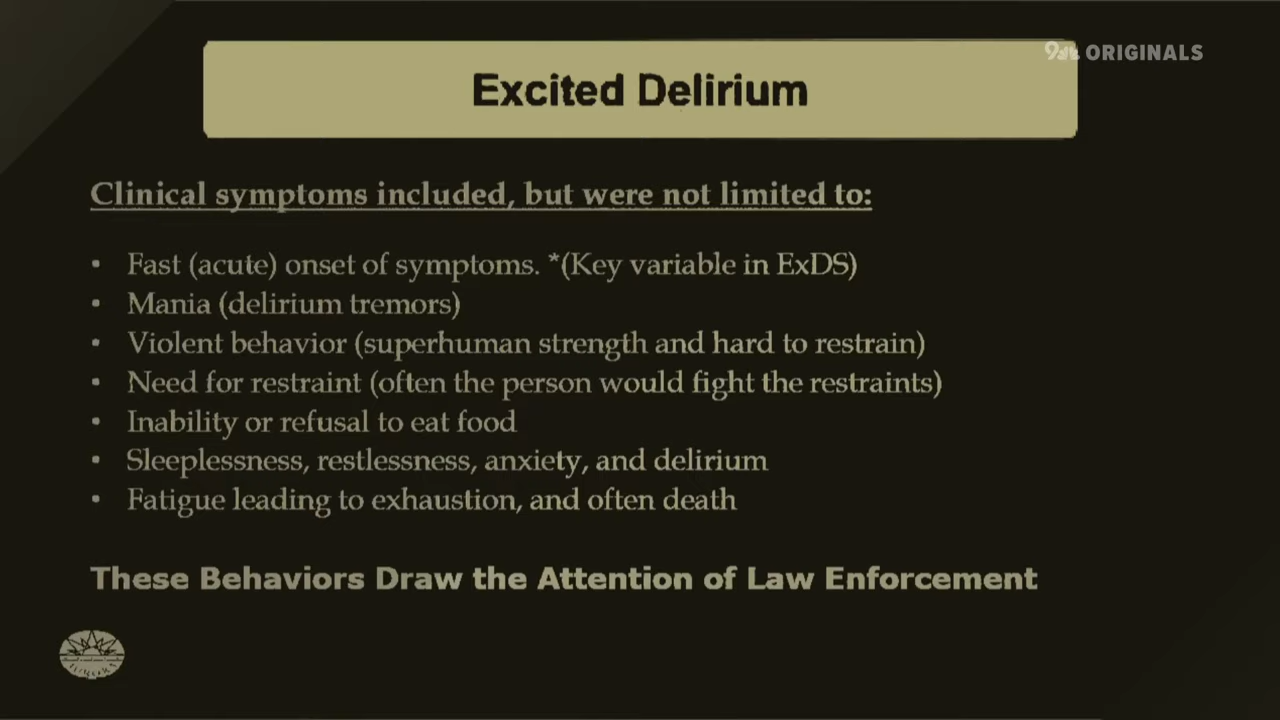 9NEWS ORIGINALS
Excited Delirium
Clinical symptoms included, but were not limited to:
• Fast (acute) onset of symptoms. *(Key variable in ExDS)
• Mania (delirium tremors)
• Violent behavior (superhuman strength and hard to restrain)
• Need for restraint (often the person would fight the restraints)
• Inability or refusal to eat food
• Sleeplessness, restlessness, anxiety, and delirium
• Fatigue leading to exhaustion, and often death
These Behaviors Draw the Attention of Law Enforcement